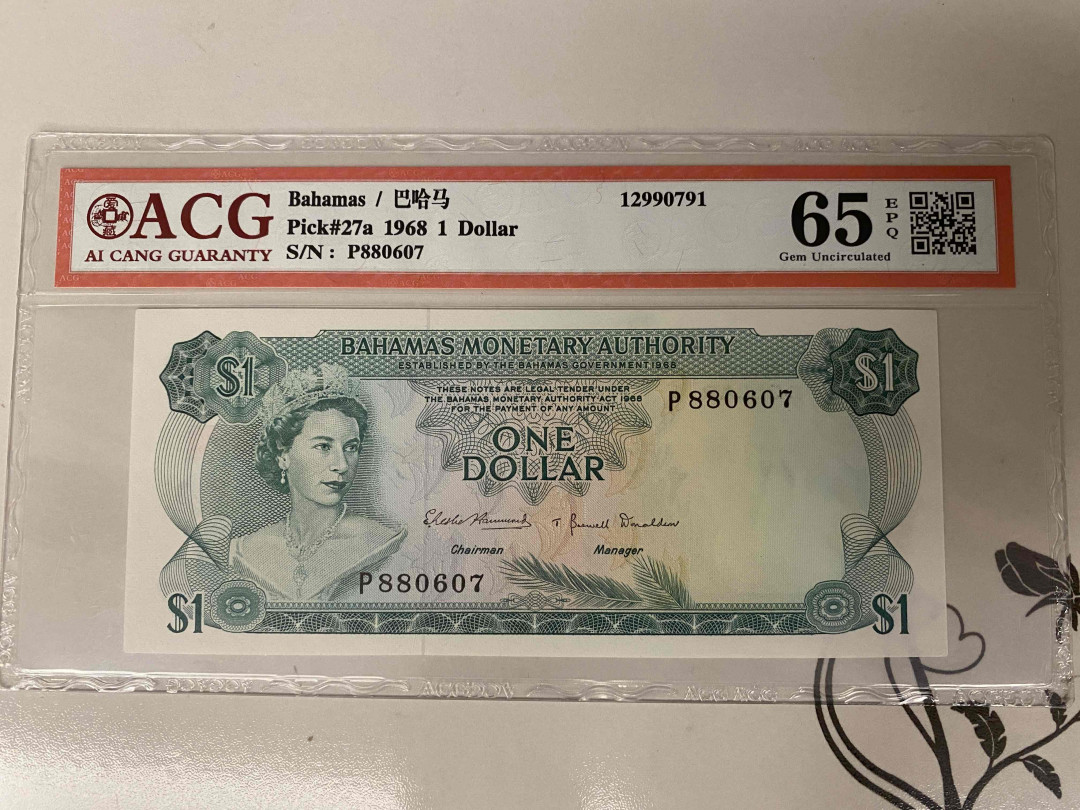 ACG
AI CANG GUARANTY
Bahamas / 巴哈马
Pick#27a 1968 1 Dollar
S/N : P880607
12990791
65
EPQ
Gem Uncirculated
$1
BAHAMAS MONETARY AUTHORITY
ESTABLISHED BY THE BAHAMAS GOVERNMENT 1968
$1
THESE NOTES ARE LEGAL TENDER UNDER
THE BAHAMAS MONETARY AUTHORITY ACT 1968
FOR THE PAYMENT OF ANY AMOUNT
P 880607
ONE
DOLLAR
Chairman
Manager
P 880607
$1
$1